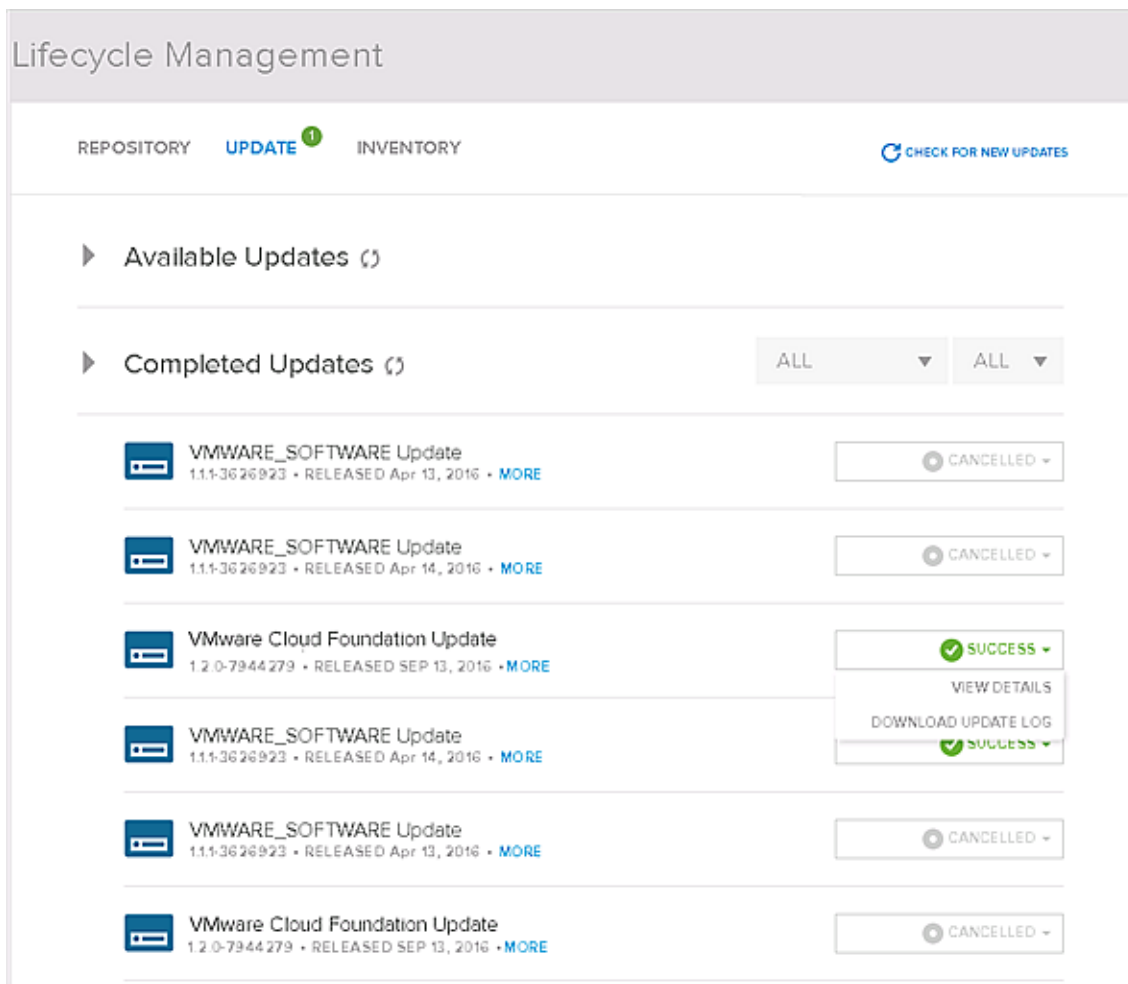 Lifecycle Management
REPOSITORY UPDATE 1 INVENTORY CHECK FOR NEW UPDATES
Available Updates
Completed Updates ALL ALL
VMWARE_SOFTWARE Update
1.1.1-3626923 • RELEASED Apr 13, 2016 • MORE
CANCELLED
VMWARE_SOFTWARE Update
1.1.1-3626923 • RELEASED Apr 14, 2016 • MORE
CANCELLED
VMware Cloud Foundation Update
1.2.0-7944279 • RELEASED SEP 13, 2016 • MORE
SUCCESS
VIEW DETAILS
DOWNLOAD UPDATE LOG
VMWARE_SOFTWARE Update
1.1.1-3626923 • RELEASED Apr 14, 2016 • MORE
SUCCESS
VMWARE_SOFTWARE Update
1.1.1-3626923 • RELEASED Apr 13, 2016 • MORE
CANCELLED
VMware Cloud Foundation Update
1.2.0-7944279 • RELEASED SEP 13, 2016 • MORE
CANCELLED